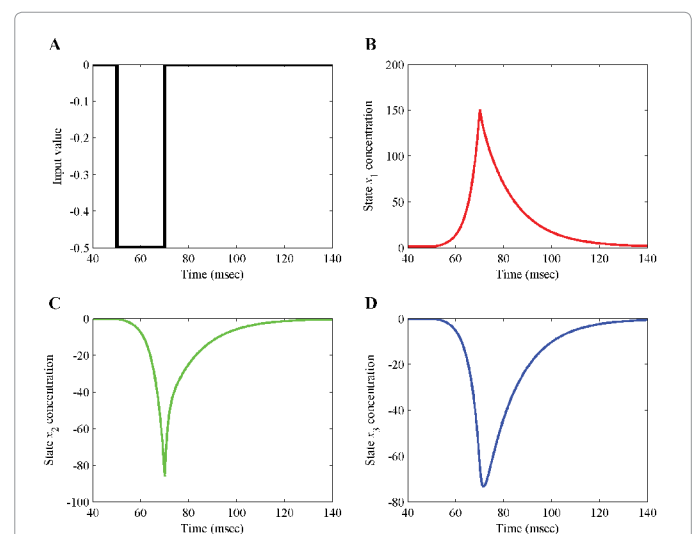 A
Input value
0
-0.1
-0.2
-0.3
-0.4
-0.5
40 60 80 100 120 140
Time (msec)
B
State x1 concentration
200
150
100
50
0
40 60 80 100 120 140
Time (msec)
C
State x2 concentration
0
-20
-40
-60
-80
-100
40 60 80 100 120 140
Time (msec)
D
State x3 concentration
0
-20
-40
-60
-80
40 60 80 100 120 140
Time (msec)